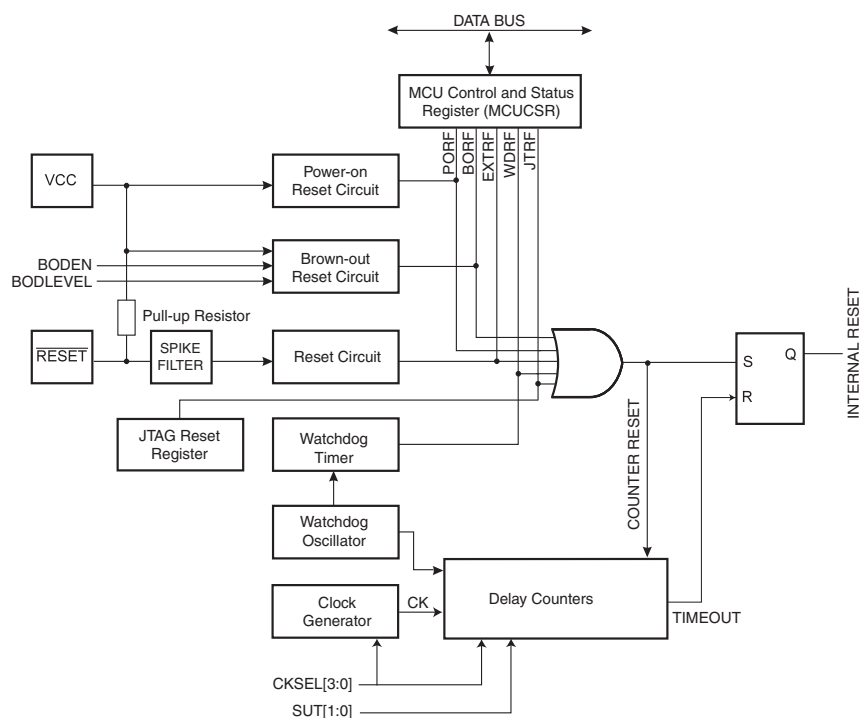 DATA BUS
MCU Control and Status
Register (MCUCSR)
PORF
BORF
EXTRF
WDRF
JTRF
VCC
Power-on
Reset Circuit
BODEN
BODLEVEL
Brown-out
Reset Circuit
Pull-up Resistor
RESET
SPIKE
FILTER
Reset Circuit
JTAG Reset
Register
Watchdog
Timer
Watchdog
Oscillator
Clock
Generator
CK
Delay Counters
COUNTER RESET
TIMEOUT
S
R
Q
INTERNAL RESET
CKSEL[3:0]
SUT[1:0]